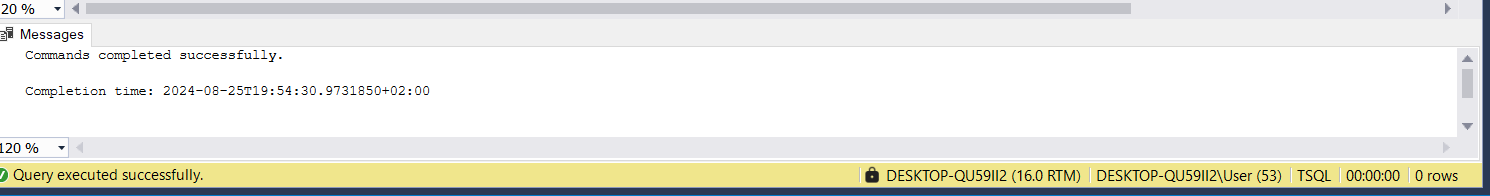 20 %
Messages
Commands completed successfully.
Completion time: 2024-08-25T19:54:30.9731850+02:00
120 %
Query executed successfully.
DESKTOP-QU59II2 (16.0 RTM)
DESKTOP-QU59II2\User (53)
TSQL
00:00:00
0 rows